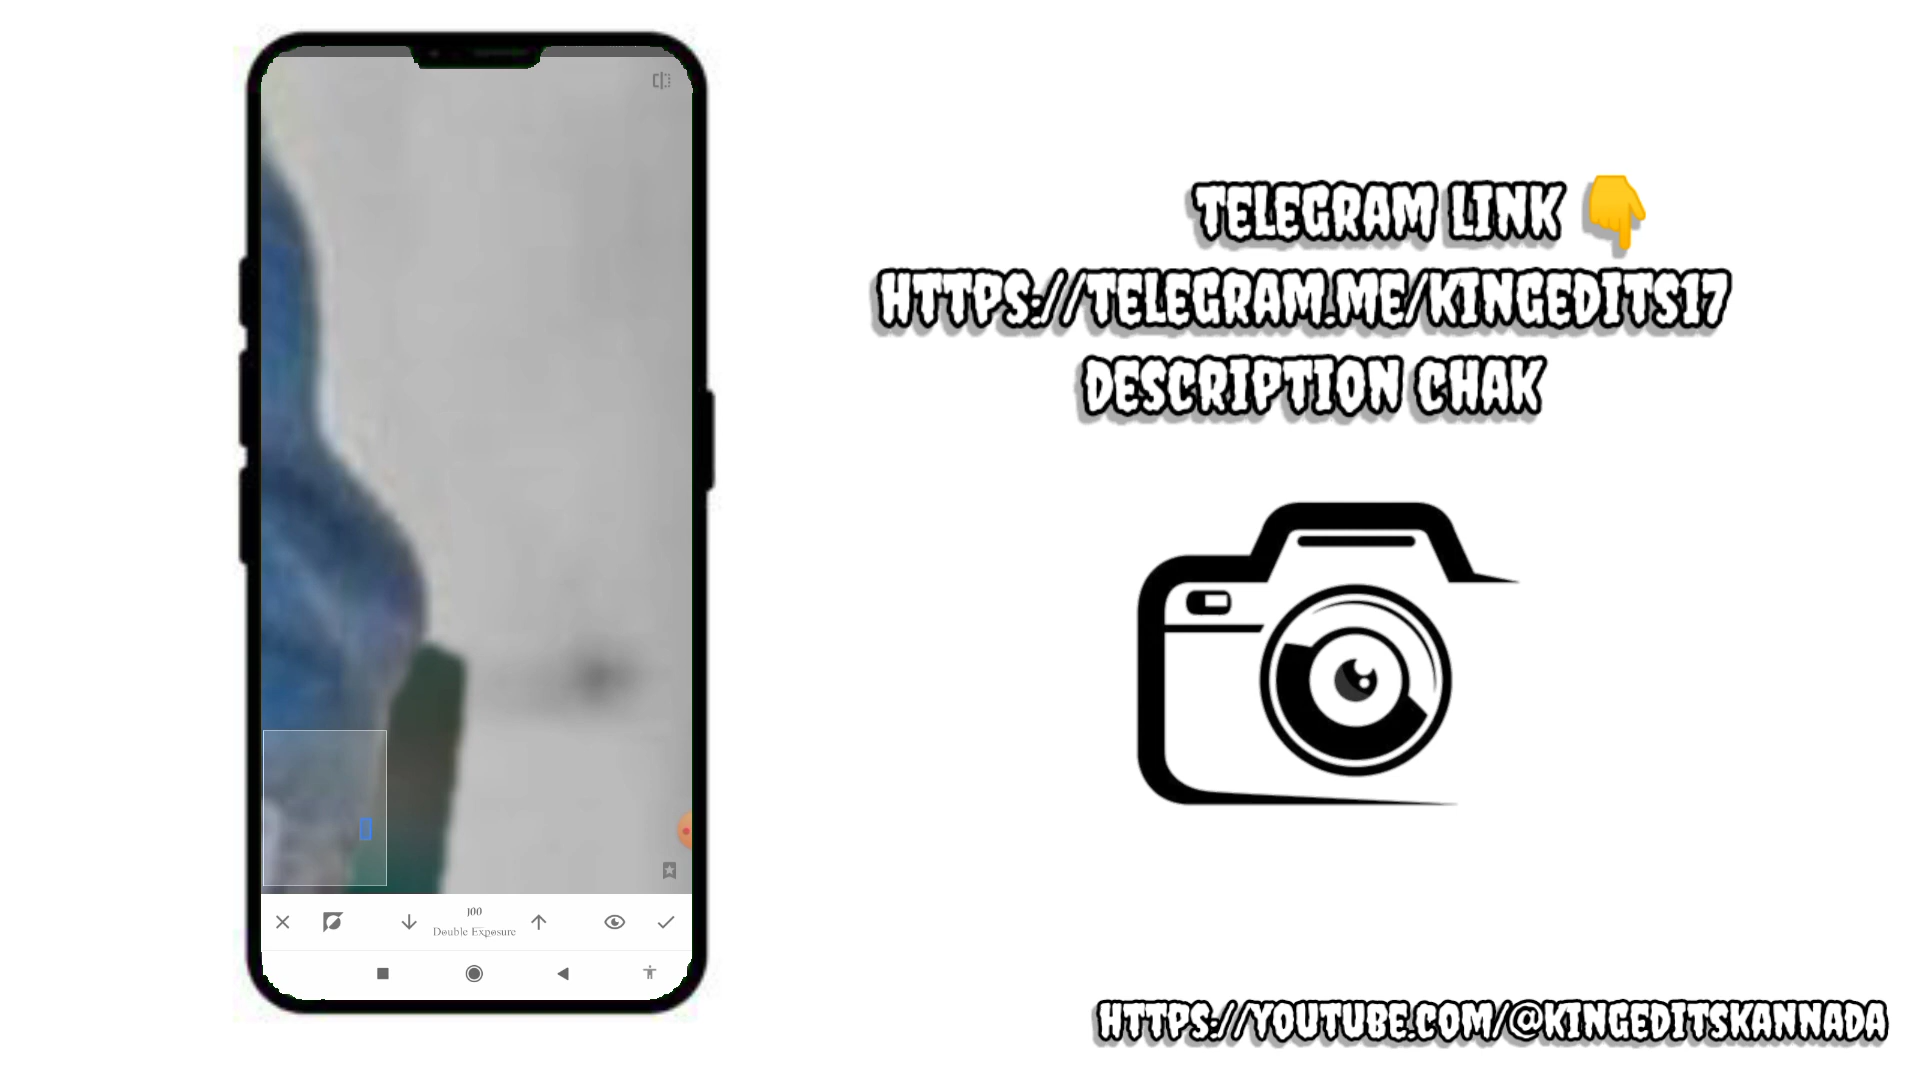 TELEGRAM LINK 👇
HTTPS://TELEGRAM.ME/KINGEDITS17
DESCRIPTION CHAK
100
Double Exposure
HTTPS://YOUTUBE.COM/@KINGEDITSKANNADA